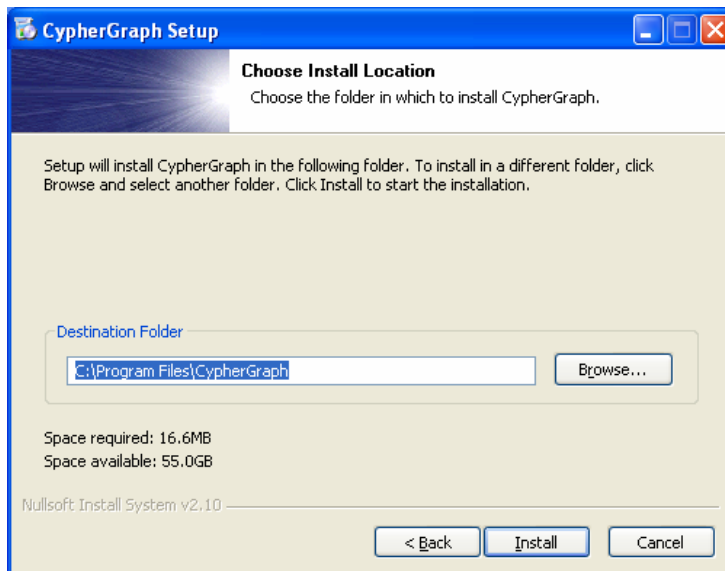 CypherGraph Setup
Choose Install Location
Choose the folder in which to install CypherGraph.
Setup will install CypherGraph in the following folder. To install in a different folder, click
Browse and select another folder. Click Install to start the installation.
Destination Folder
C:\Program Files\CypherGraph
Browse...
Space required: 16.6MB
Space available: 55.0GB
Nullsoft Install System v2.10
< Back
Install
Cancel